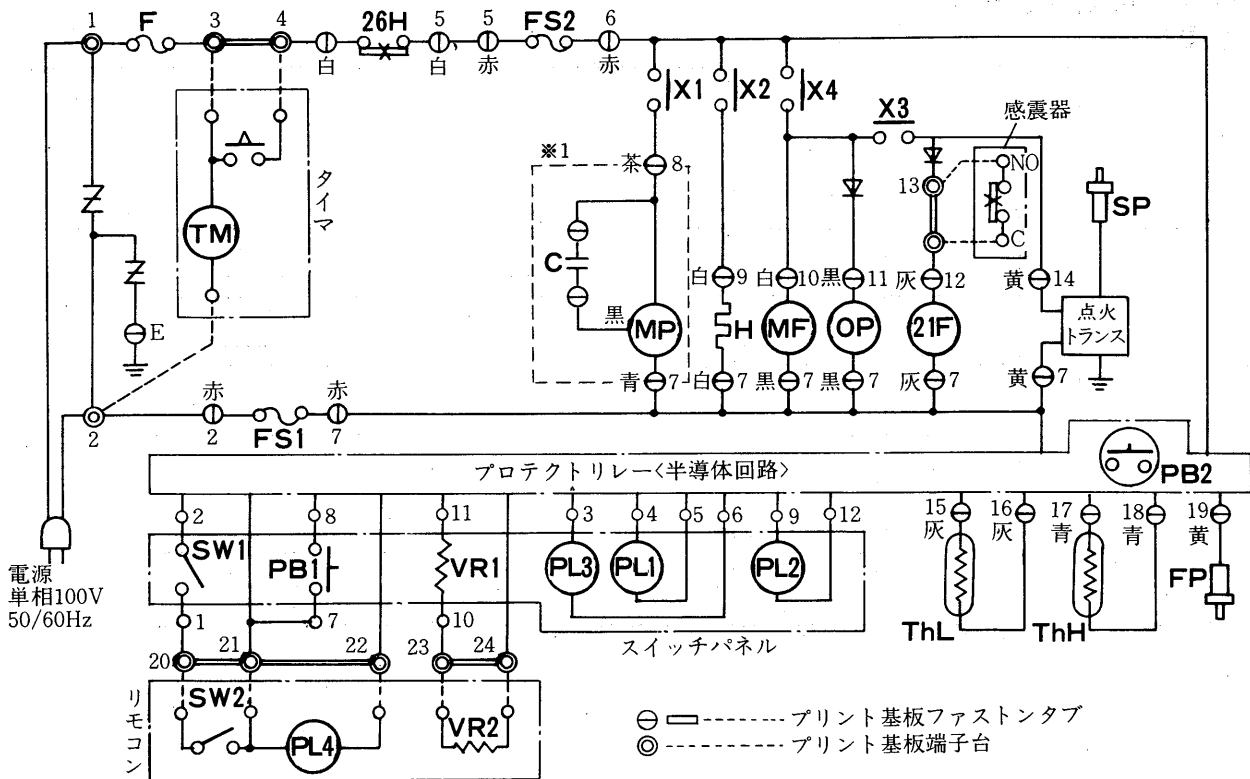 1 F 3 4 26H 5 5 FS2 6
白 白 赤 赤
X1 X2 X4 X3 感震器
※1 茶 8 13 NO
タイマ
TM C SP
白 9 白 10 黒 11 灰 12 黄 14
E 黒 MP H MF OP 21F 点火
トランス
C
赤 赤 青 7 白 7 黒 7 黒 7 灰 7 黄 7
2 2 FS1 7
プロテクトリレー<半導体回路> PB2
2 8 11 3 4 5 6 9 12 15 16 17 18 19
灰 灰 青 青 黄
SW1 PB1 VR1 PL3 PL1 PL2 FP
電源
単相100V
50/60Hz
1 7 10 ThL ThH
スイッチパネル
20 21 22 23 24
リモコン
SW2 PL4 VR2
プリント基板ファストンタブ
プリント基板端子台